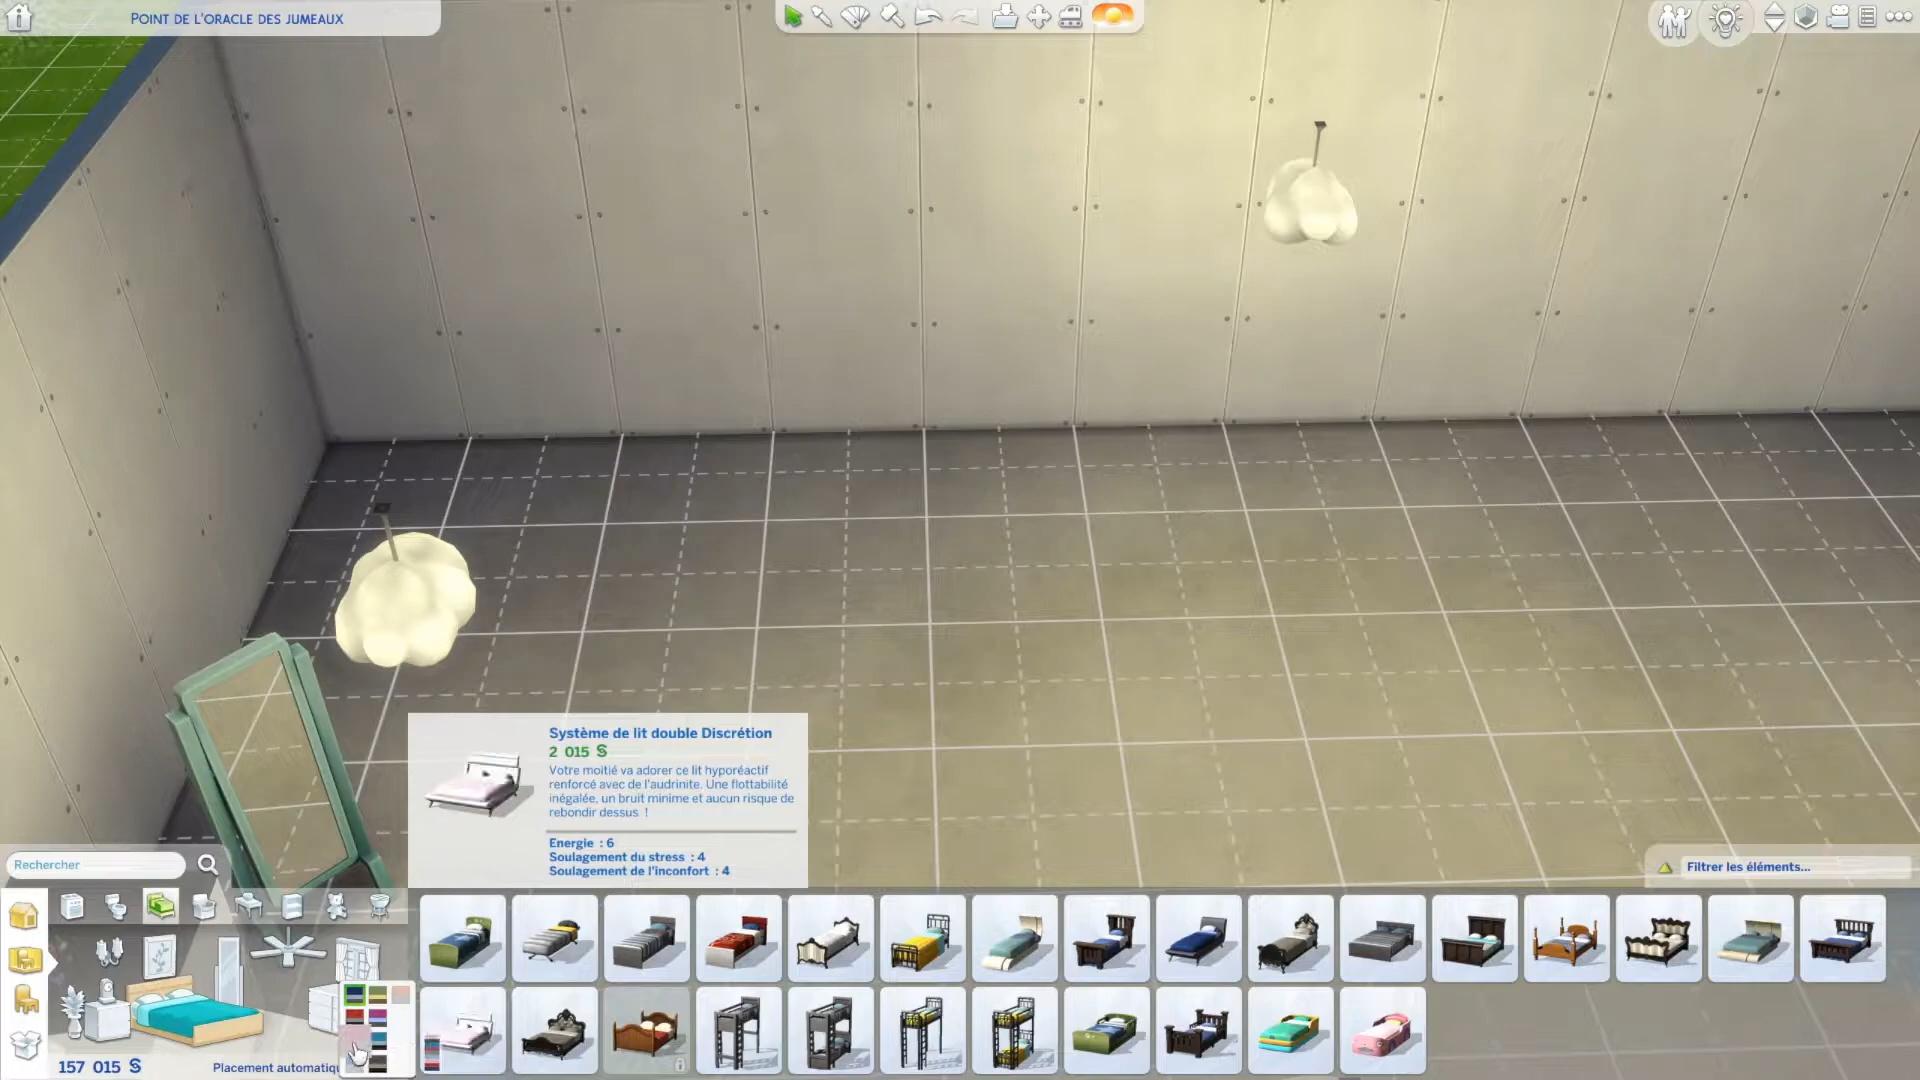 POINT DE L'ORACLE DES JUMEAUX
Système de lit double Discrétion
2 015 §
Votre moitié va adorer ce lit hyporéactif
renforcé avec de l'audrinite. Une flottabilité
inégalée, un bruit minime et aucun risque de
rebondir dessus !
Energie : 6
Soulagement du stress : 4
Soulagement de l'inconfort : 4
Rechercher
Filtrer les éléments...
157 015 §
Placement automatiqu